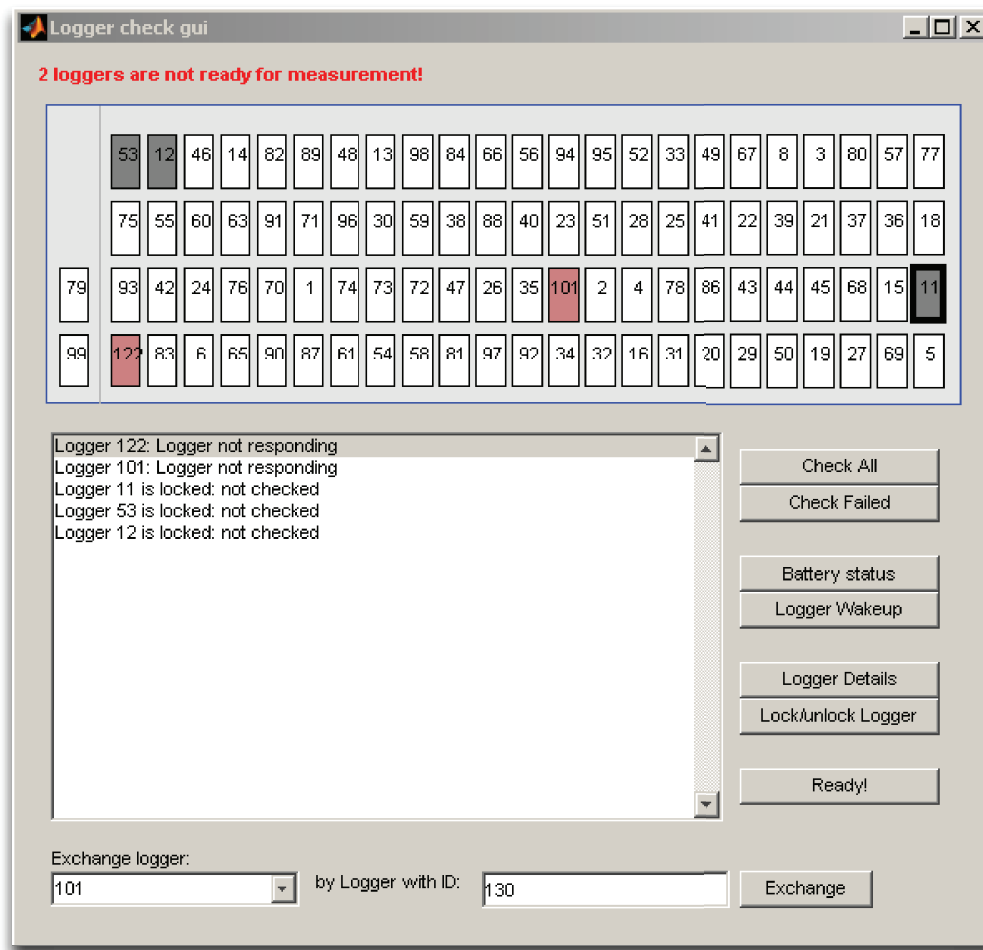 Logger check gui
2 loggers are not ready for measurement!
53 12 46 14 82 89 48 13 98 84 66 56 94 95 52 33 49 67 8 3 80 57 77
75 55 60 63 91 71 96 30 59 38 88 40 23 51 28 25 41 22 39 21 37 36 18
79 93 42 24 76 70 1 74 73 72 47 26 35 101 2 4 78 86 43 44 45 68 15 11
99 122 83 6 65 90 87 61 54 58 81 97 92 34 32 16 31 20 29 50 19 27 69 5
Logger 122: Logger not responding
Logger 101: Logger not responding
Logger 11 is locked: not checked
Logger 53 is locked: not checked
Logger 12 is locked: not checked
Check All
Check Failed
Battery status
Logger Wakeup
Logger Details
Lock/unlock Logger
Ready!
Exchange logger:
101 by Logger with ID: 130 Exchange